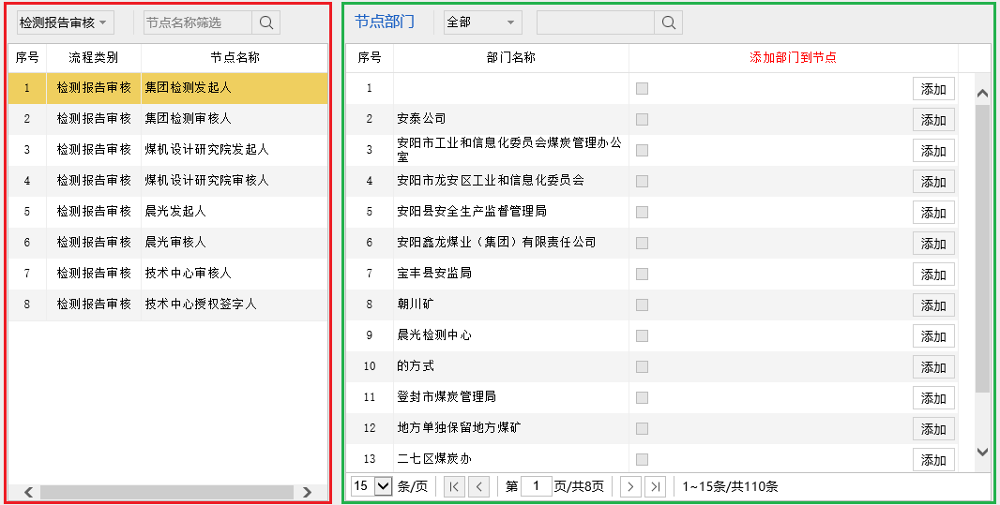 检测报告审核 节点名称筛选
序号 流程类别 节点名称
1 检测报告审核 集团检测发起人
2 检测报告审核 集团检测审核人
3 检测报告审核 煤机设计研究院发起人
4 检测报告审核 煤机设计研究院审核人
5 检测报告审核 晨光发起人
6 检测报告审核 晨光审核人
7 检测报告审核 技术中心审核人
8 检测报告审核 技术中心授权签字人
节点部门 全部
序号 部门名称 添加部门到节点
1 添加
2 安泰公司 添加
3 安阳市工业和信息化委员会煤炭管理办公
室 添加
4 安阳市龙安区工业和信息化委员会 添加
5 安阳县安全生产监督管理局 添加
6 安阳鑫龙煤业（集团）有限责任公司 添加
7 宝丰县安监局 添加
8 朝川矿 添加
9 晨光检测中心 添加
10 的方式 添加
11 登封市煤炭管理局 添加
12 地方单独保留地方煤矿 添加
13 二七区煤炭办 添加
15 条/页 第 1 页/共8页 1~15条/共110条